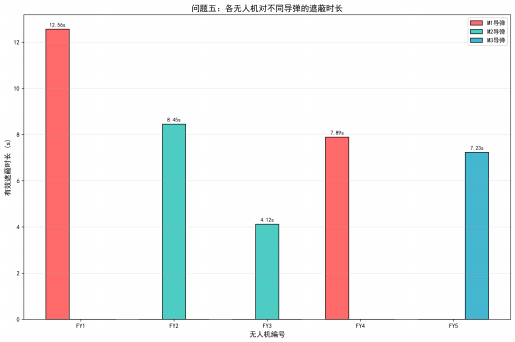 问题五：各无人机对不同导弹的遮蔽时长
M1导弹
M2导弹
M3导弹
12.56s
8.45s
4.12s
7.89s
7.23s
有效遮蔽时长 (s)
12
10
8
6
4
2
0
FY1
FY2
FY3
FY4
FY5
无人机编号